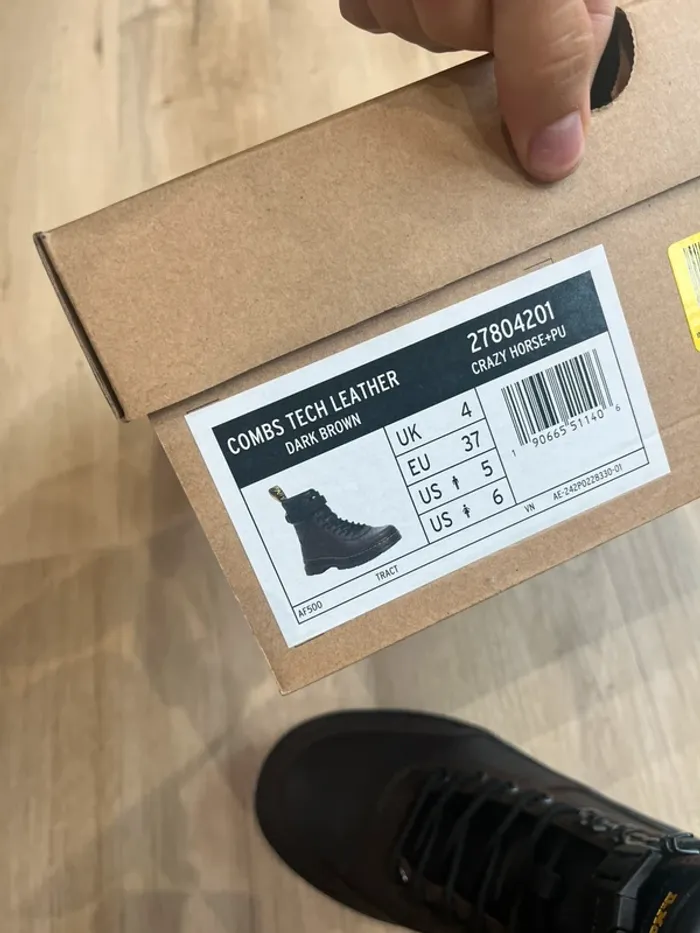 COMBS TECH LEATHER
DARK BROWN
27804201
CRAZY HORSE+PU
UK 4
EU 37
US 5
US 6
1 90665 51140 6
AF500
TRACT
VN
AE-242P0228330-01